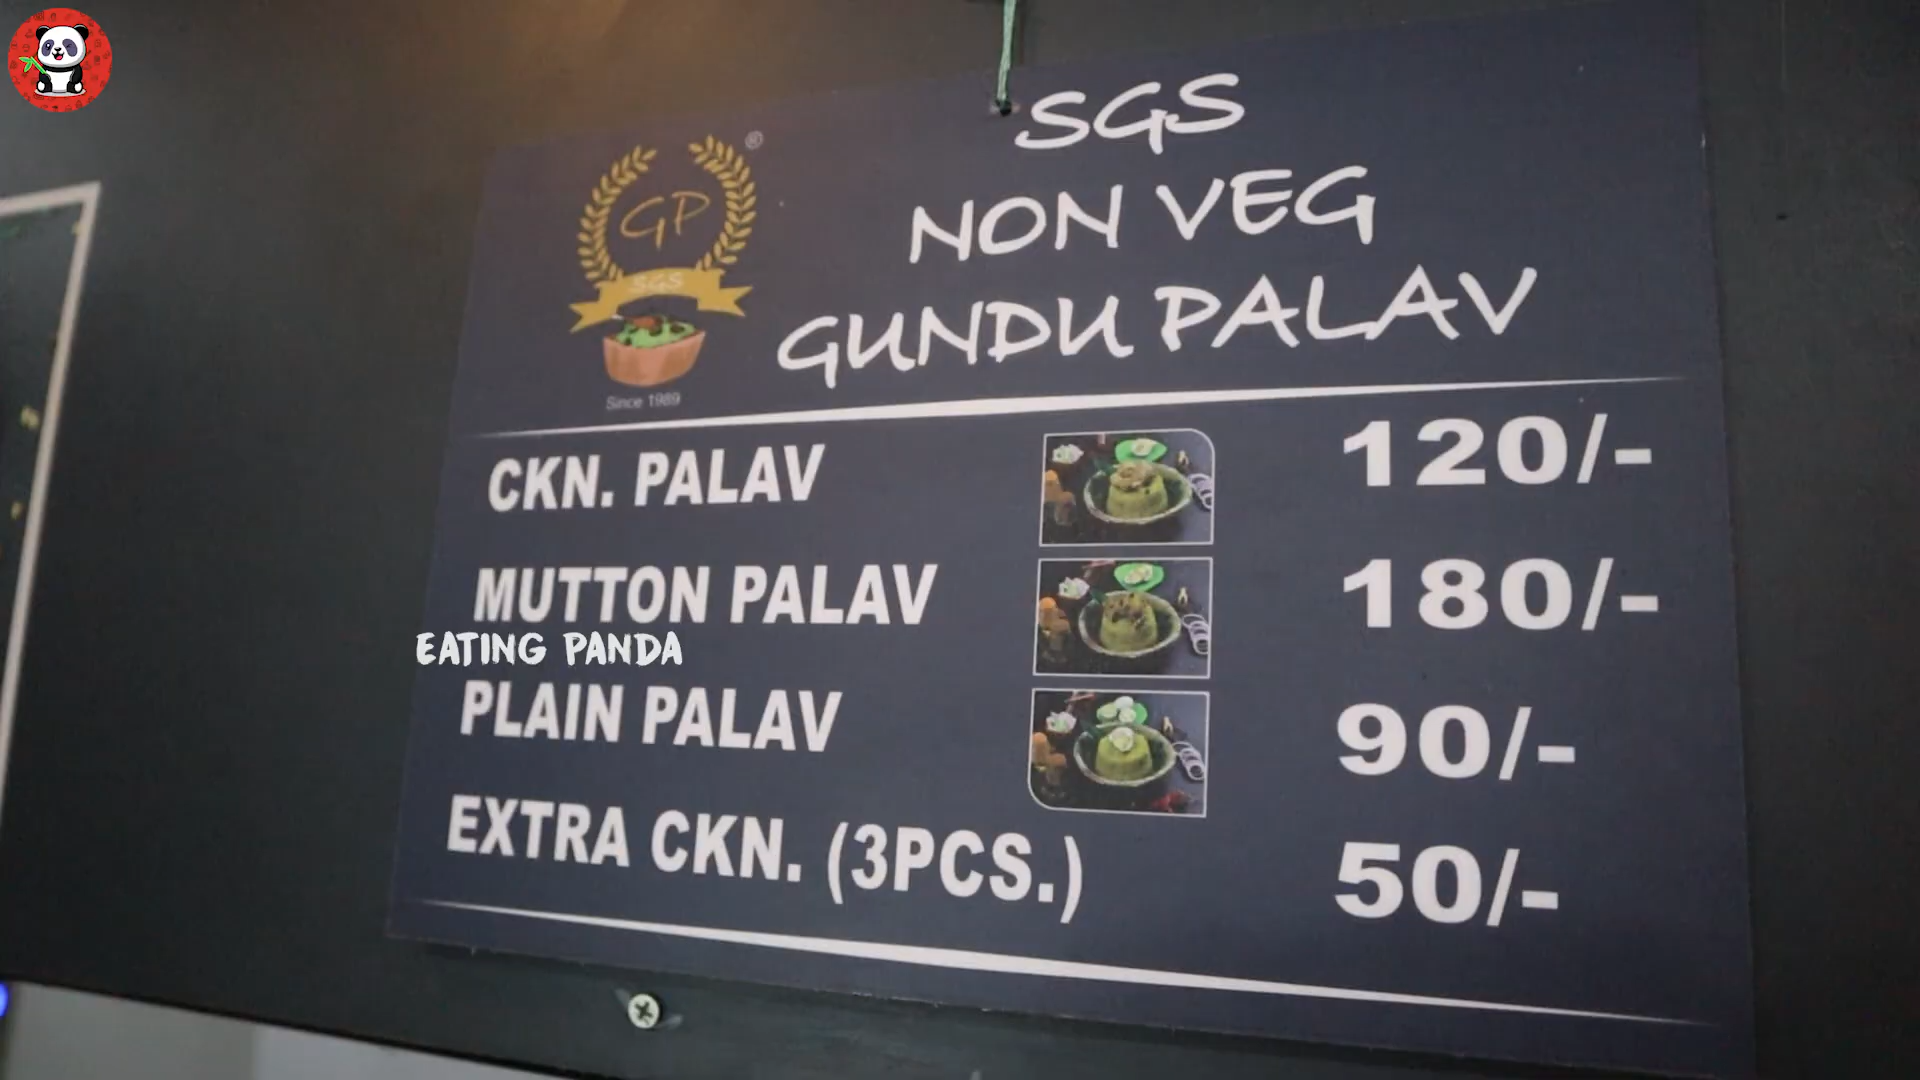 SGS
NON VEG
GUNDU PALAV
GP
®
SGS
Since 1989
CKN. PALAV 120/-
MUTTON PALAV 180/-
EATING PANDA
PLAIN PALAV 90/-
EXTRA CKN. (3PCS.) 50/-